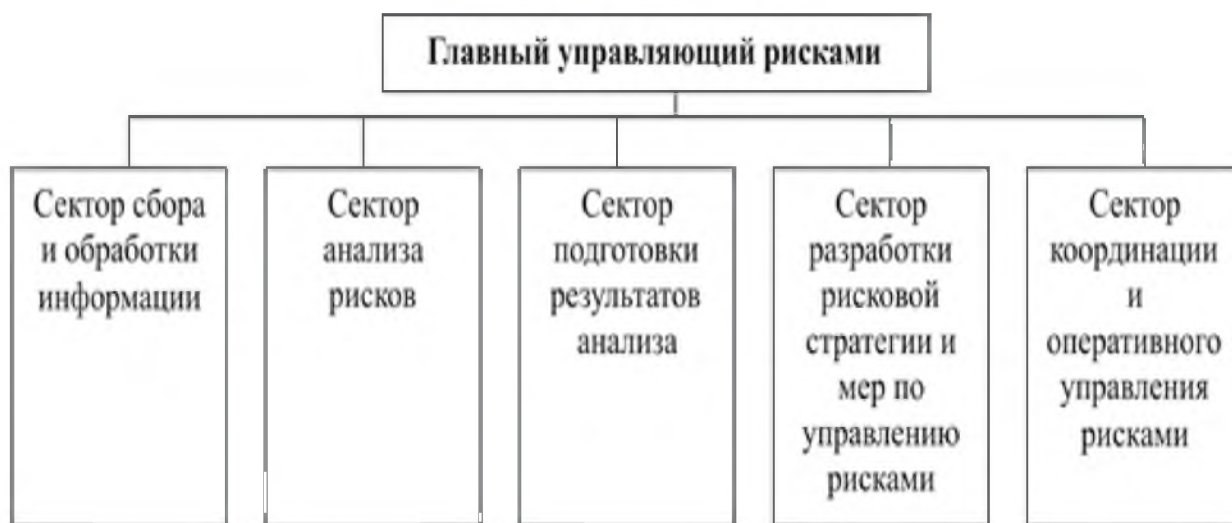 Главный управляющий рисками
Сектор сбора
и обработки
информации
Сектор
анализа
рисков
Сектор
подготовки
результатов
анализа
Сектор
разработки
рисковой
стратегии и
мер по
управлению
рисками
Сектор
координации
и
оперативного
управления
рисками